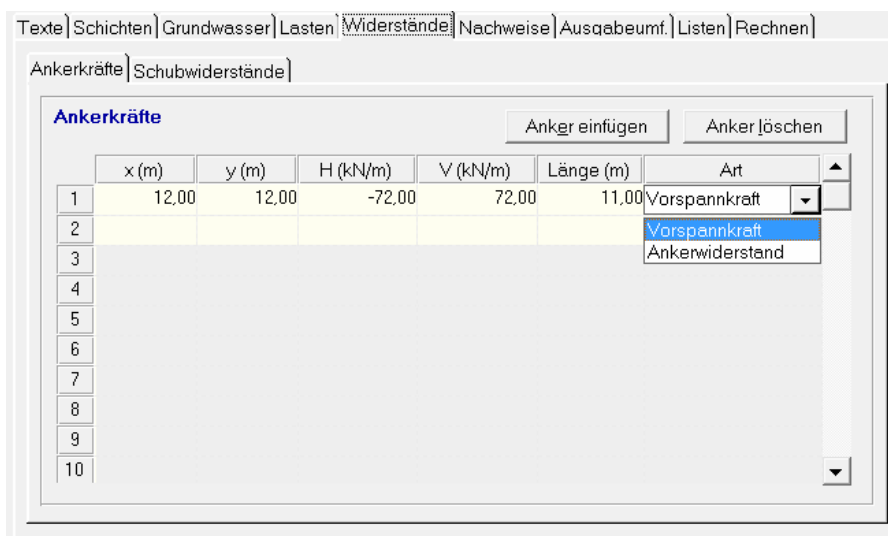 Texte Schichten Grundwasser Lasten Widerstände Nachweise Ausgabeumf. Listen Rechnen
Ankerkräfte Schubwiderstände
Ankerkräfte Anker einfügen Anker löschen
x (m) y (m) H (kN/m) V (kN/m) Länge (m) Art
1 12,00 12,00 -72,00 72,00 11,00 Vorspannkraft
2 Vorspannkraft
3 Ankerwiderstand
4
5
6
7
8
9
10